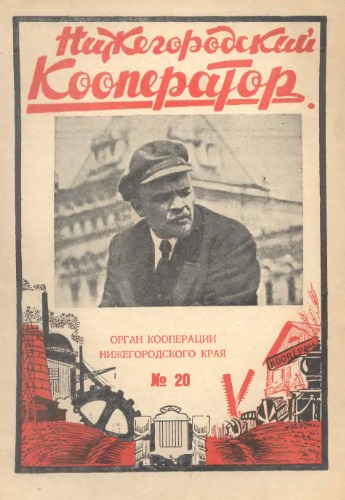 Нижегородский
Кооператор.
ОРГАН КООПЕРАЦИИ
НИЖЕГОРОДСКОГО КРАЯ
№ 20